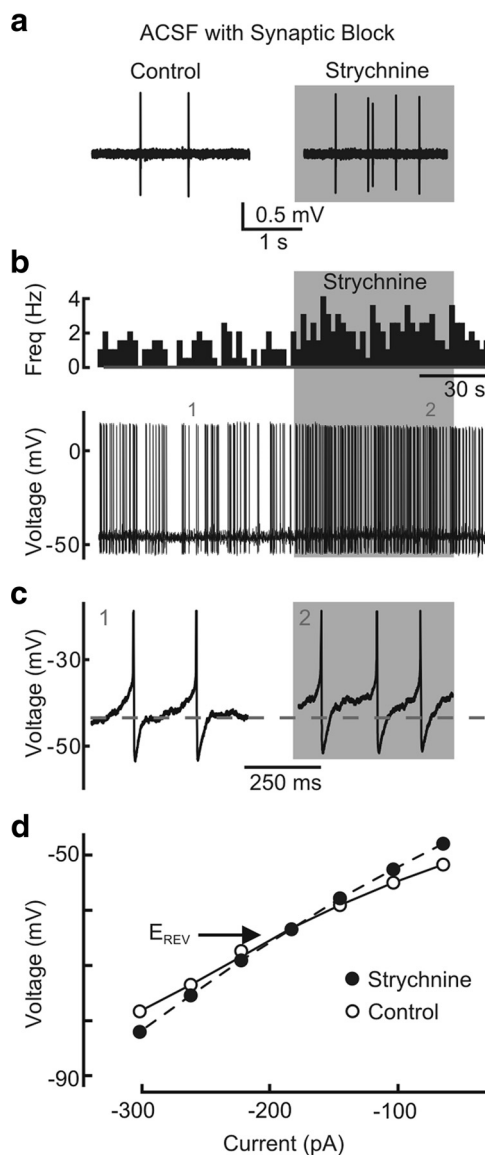 a
ACSF with Synaptic Block
Control
Strychnine
0.5 mV
1 s
b
Strychnine
4
2
0
Freq (Hz)
30 s
1
2
0
-50
Voltage (mV)
c
1
2
-30
-50
Voltage (mV)
250 ms
d
-50
-90
Voltage (mV)
EREV
Strychnine
Control
-300
-200
-100
Current (pA)